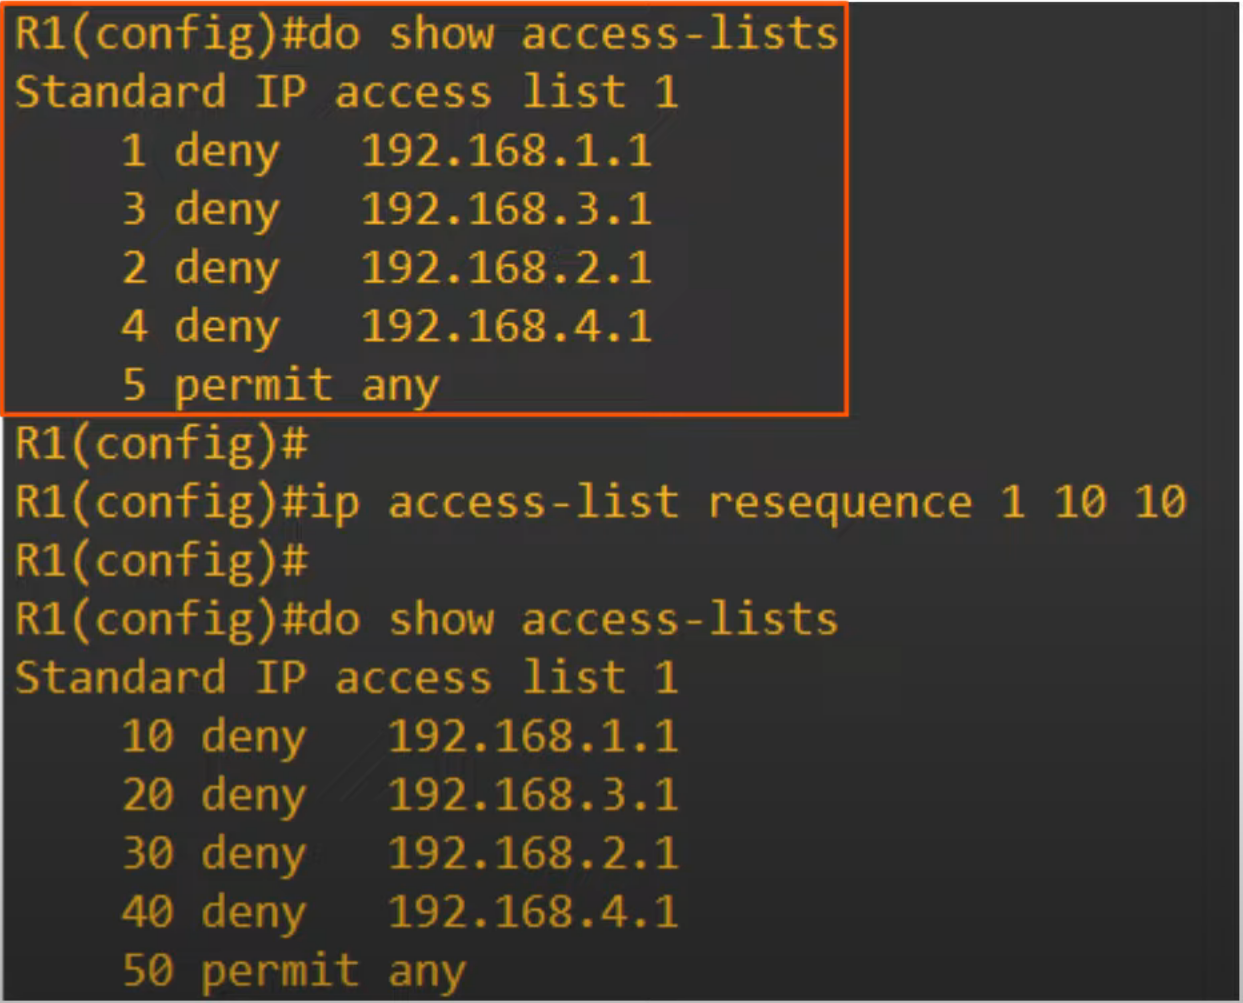 R1(config)#do show access-lists
Standard IP access list 1
    1 deny   192.168.1.1
    3 deny   192.168.3.1
    2 deny   192.168.2.1
    4 deny   192.168.4.1
    5 permit any
R1(config)#
R1(config)#ip access-list resequence 1 10 10
R1(config)#
R1(config)#do show access-lists
Standard IP access list 1
    10 deny   192.168.1.1
    20 deny   192.168.3.1
    30 deny   192.168.2.1
    40 deny   192.168.4.1
    50 permit any